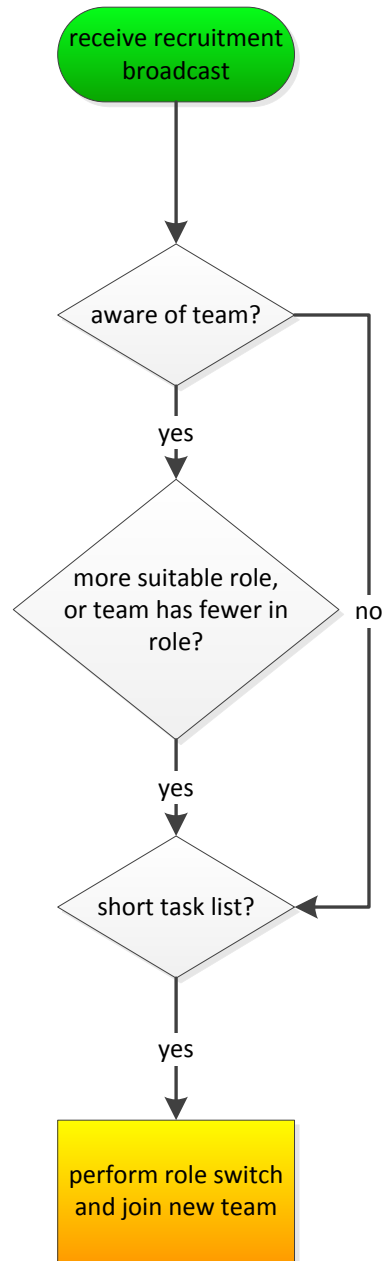 receive recruitment
broadcast
aware of team?
yes
more suitable role,
or team has fewer in
role?
no
yes
short task list?
yes
perform role switch
and join new team